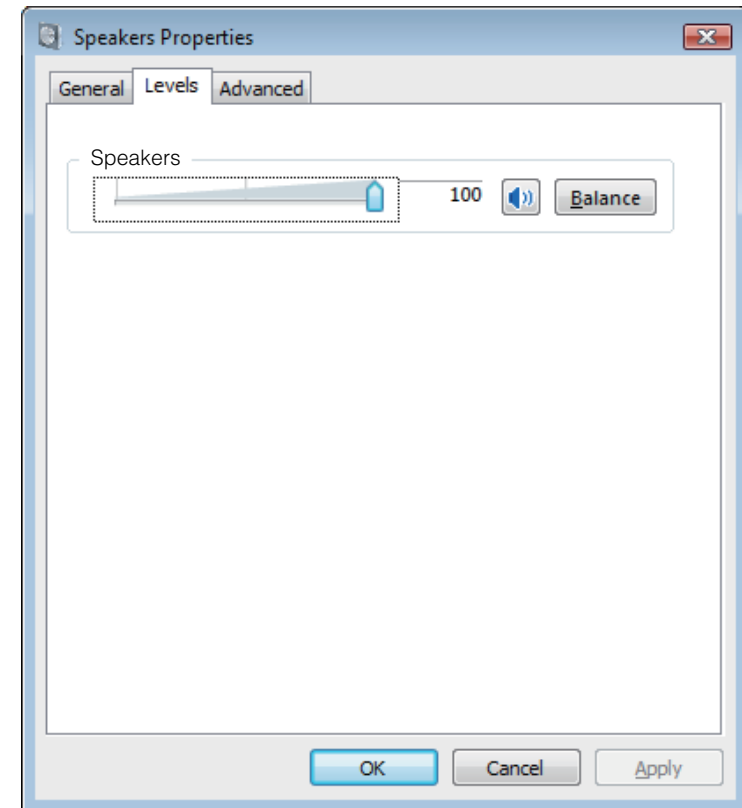 Speakers Properties
General Levels Advanced
Speakers
100 Balance
OK Cancel Apply